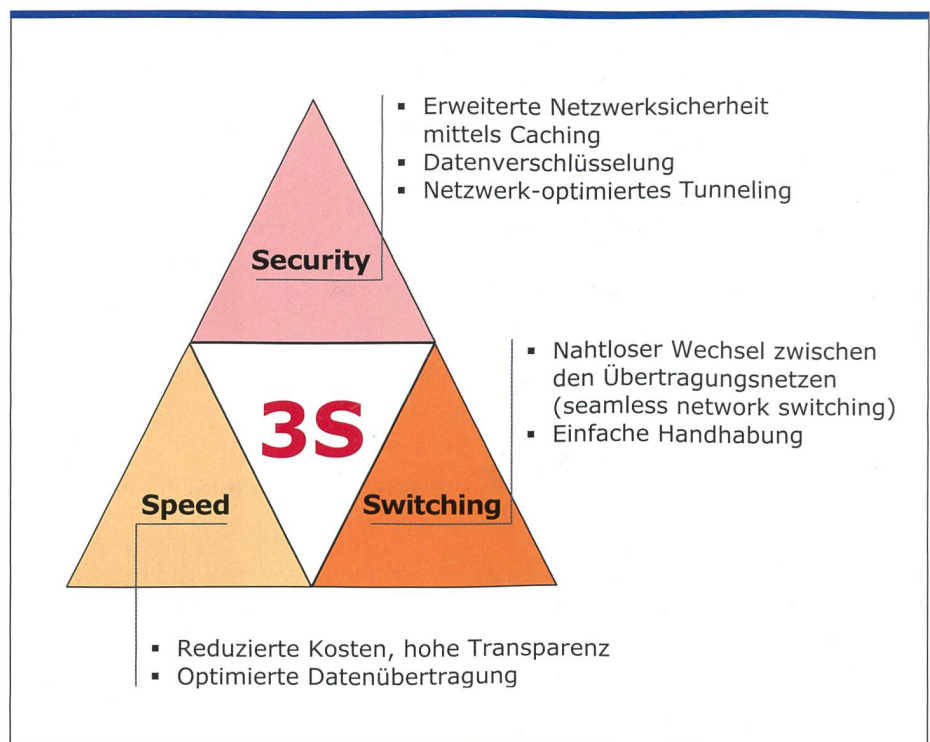 ▪ Erweiterte Netzwerksicherheit
mittels Caching
▪ Datenverschlüsselung
▪ Netzwerk-optimiertes Tunneling
Security
▪ Nahtloser Wechsel zwischen
den Übertragungsnetzen
(seamless network switching)
▪ Einfache Handhabung
3S
Speed
Switching
▪ Reduzierte Kosten, hohe Transparenz
▪ Optimierte Datenübertragung